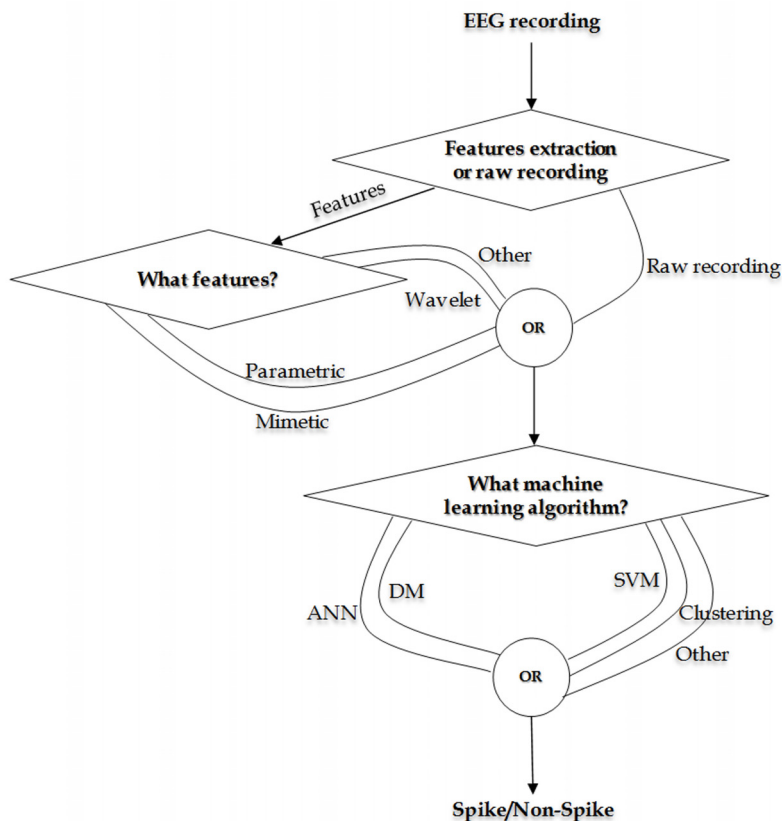 EEG recording
Features extraction
or raw recording
Features
What features?
Other
Wavelet
Raw recording
OR
Parametric
Mimetic
What machine
learning algorithm?
ANN
DM
SVM
Clustering
Other
OR
Spike/Non-Spike